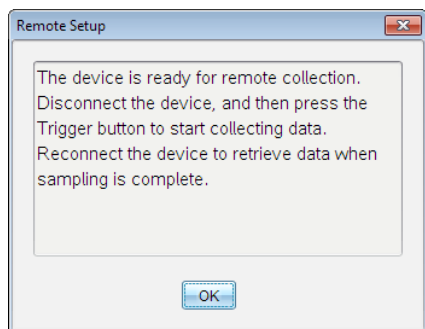 Remote Setup
The device is ready for remote collection.
Disconnect the device, and then press the
Trigger button to start collecting data.
Reconnect the device to retrieve data when
sampling is complete.
OK